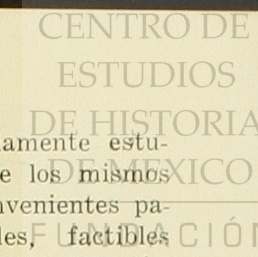 CENTRO DE
ESTUDIOS
DE HISTORIA
DE MEXICO
FUNDACIÓN
amente estu-
e los mismos
nvenientes pa-
les, factibles